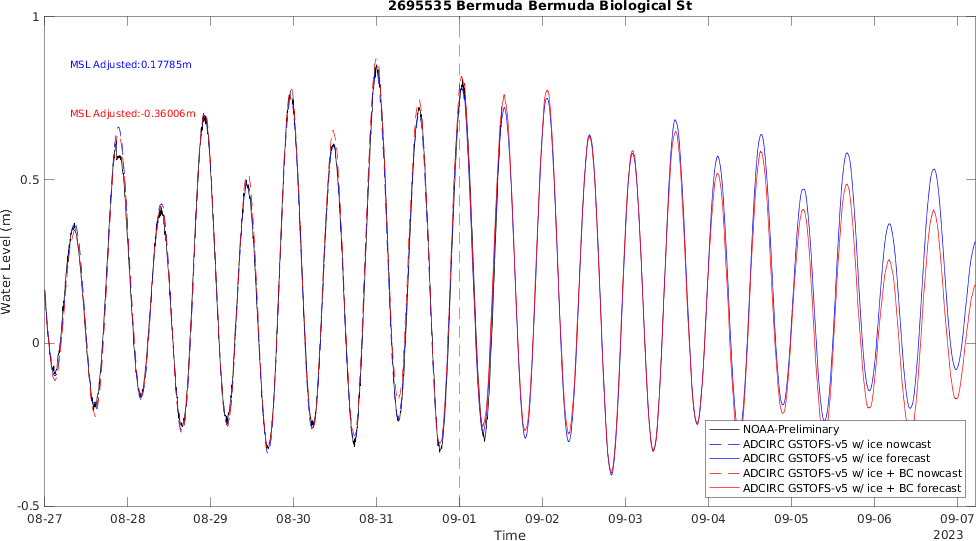 2695535 Bermuda Bermuda Biological St
MSL Adjusted:0.17785m
MSL Adjusted:-0.36006m
Water Level (m)
1
0.5
0
-0.5
08-27 08-28 08-29 08-30 08-31 09-01 09-02 09-03 09-04 09-05 09-06 09-07
2023
Time
NOAA-Preliminary
ADCIRC GSTOFS-v5 w/ ice nowcast
ADCIRC GSTOFS-v5 w/ ice forecast
ADCIRC GSTOFS-v5 w/ ice + BC nowcast
ADCIRC GSTOFS-v5 w/ ice + BC forecast